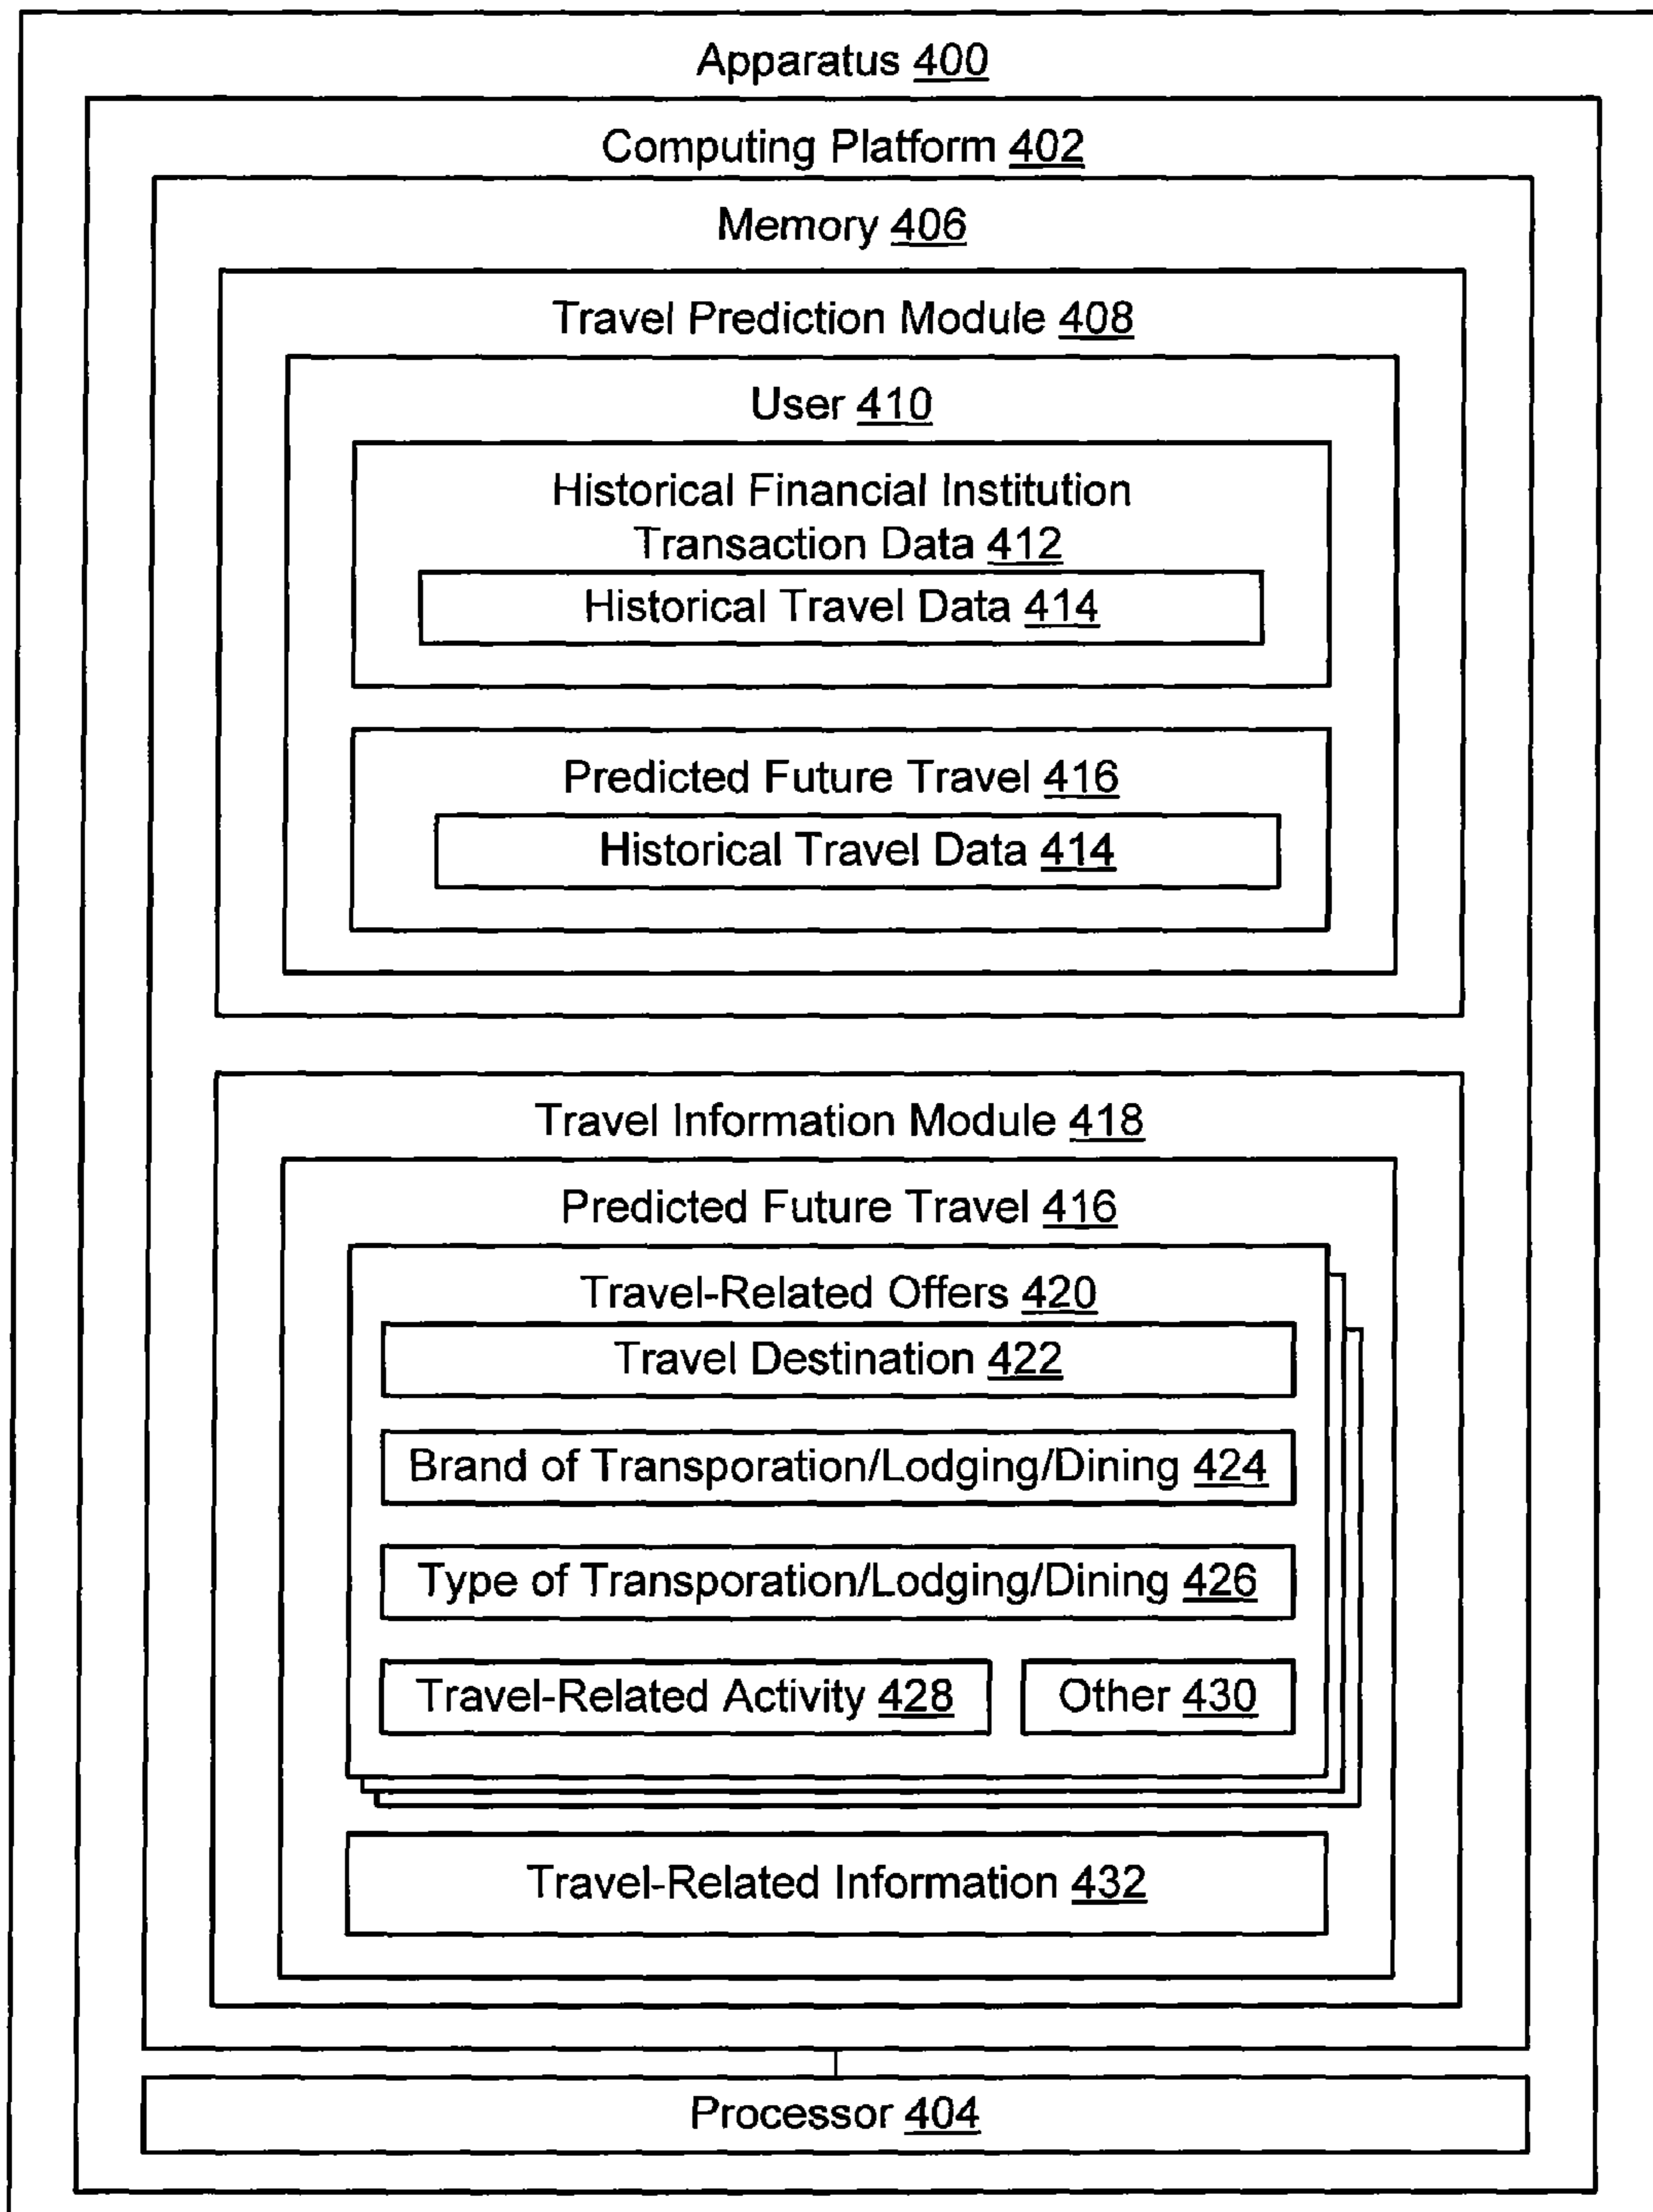 Apparatus 400
Computing Platform 402
Memory 406
Travel Prediction Module 408
User 410
Historical Financial Institution
Transaction Data 412
Historical Travel Data 414
Predicted Future Travel 416
Historical Travel Data 414
Travel Information Module 418
Predicted Future Travel 416
Travel-Related Offers 420
Travel Destination 422
Brand of Transporation/Lodging/Dining 424
Type of Transporation/Lodging/Dining 426
Travel-Related Activity 428
Other 430
Travel-Related Information 432
Processor 404